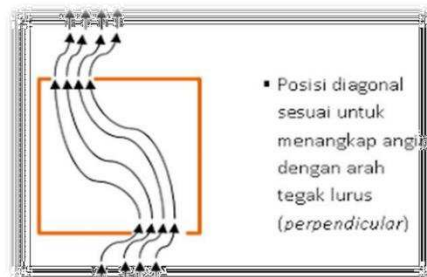 ▪ Posisi diagonal
sesuai untuk
menangkap angin
dengan arah
tegak lurus
(perpendicular)